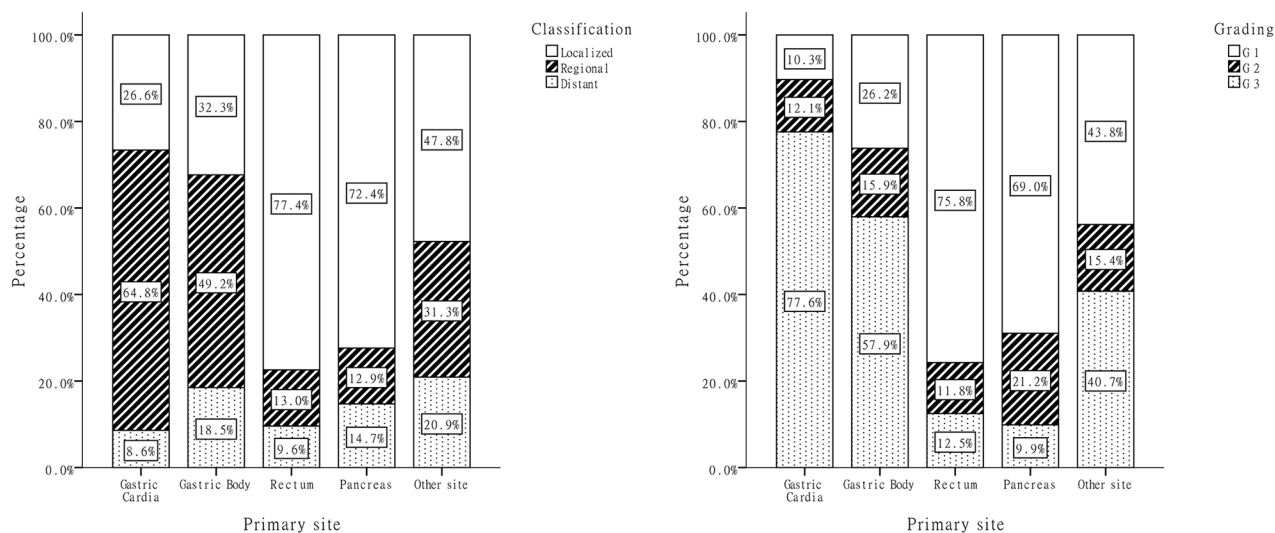 Classification
Localized
Regional
Distant
100.0%
80.0%
60.0%
40.0%
20.0%
0.0%
Percentage
26.6%
64.8%
8.6%
32.3%
49.2%
18.5%
77.4%
13.0%
9.6%
72.4%
12.9%
14.7%
47.8%
31.3%
20.9%
Gastric
Cardia
Gastric Body
Rectum
Pancreas
Other site
Primary site
Grading
G1
G2
G3
100.0%
80.0%
60.0%
40.0%
20.0%
0.0%
Percentage
10.3%
12.1%
77.6%
26.2%
15.9%
57.9%
75.8%
11.8%
12.5%
69.0%
21.2%
9.9%
43.8%
15.4%
40.7%
Gastric
Cardia
Gastric Body
Rectum
Pancreas
Other site
Primary site